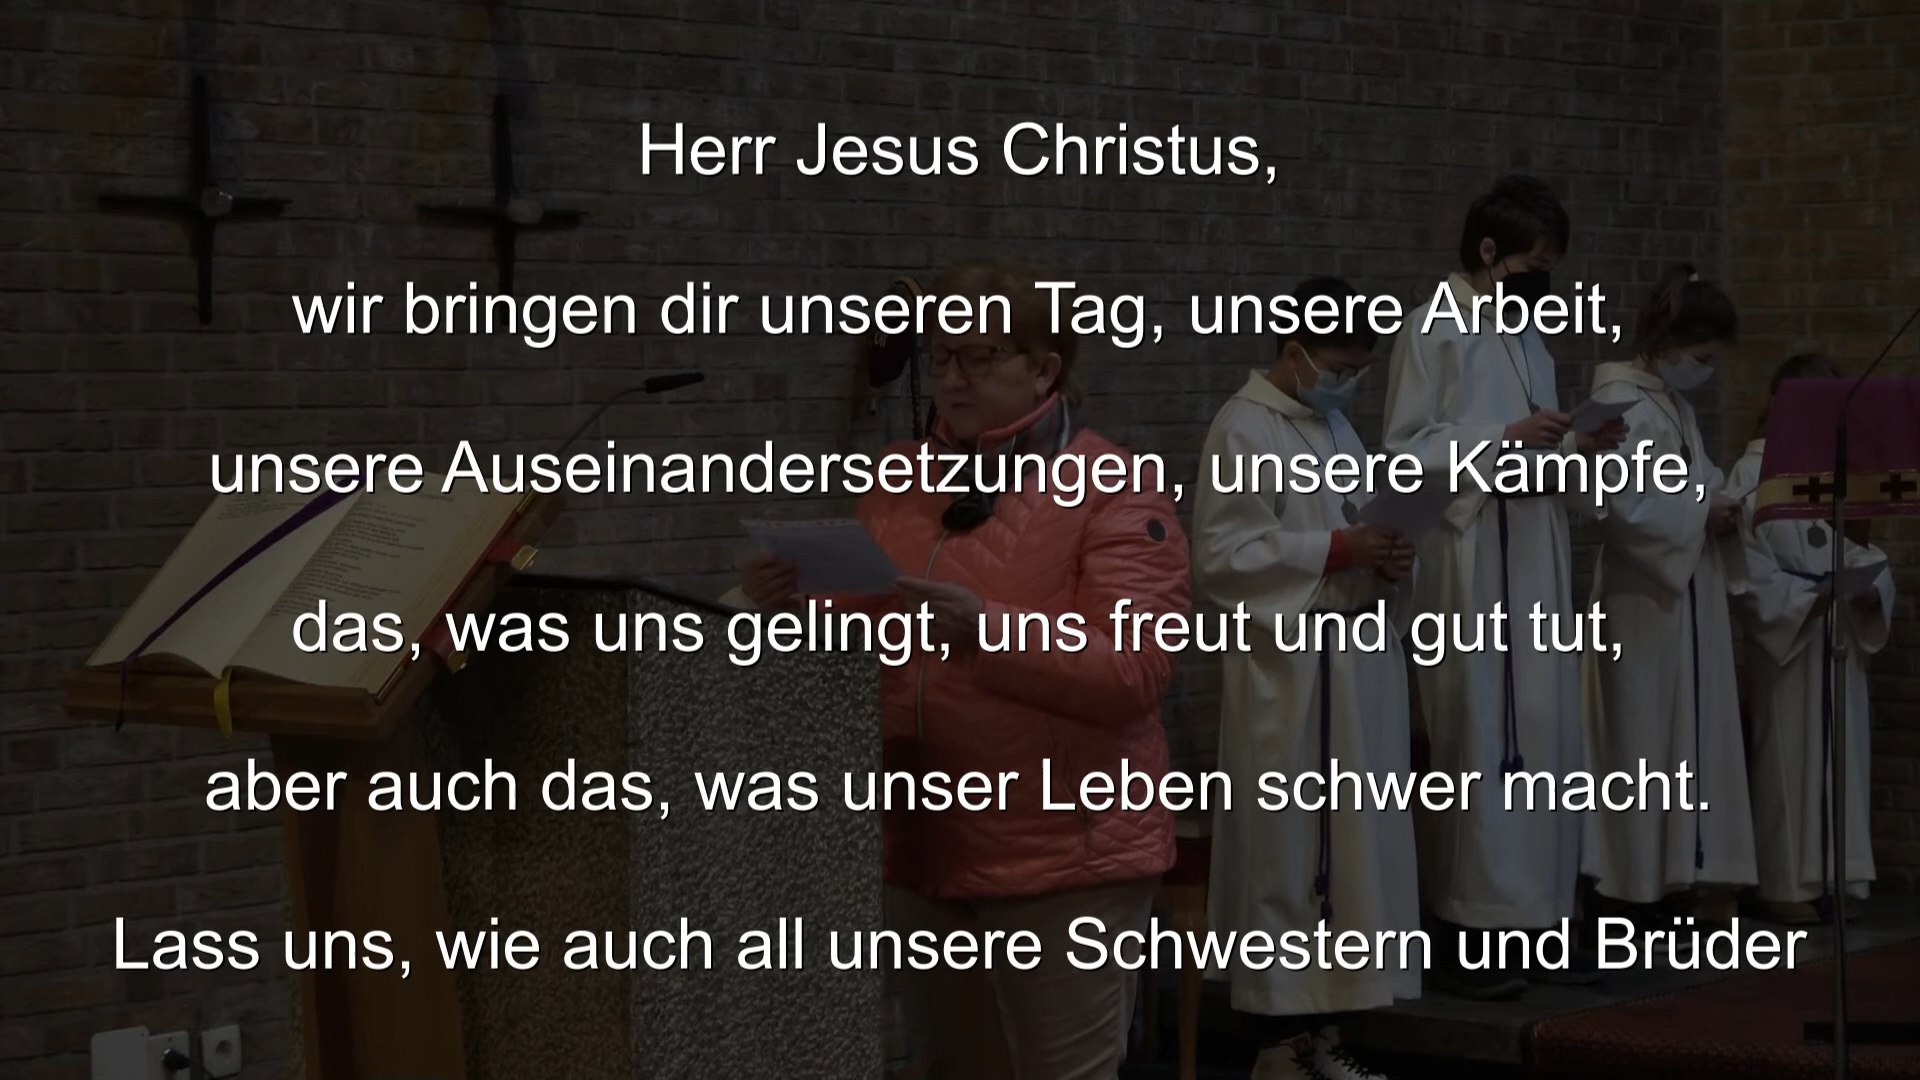 Herr Jesus Christus,
wir bringen dir unseren Tag, unsere Arbeit,
unsere Auseinandersetzungen, unsere Kämpfe,
das, was uns gelingt, uns freut und gut tut,
aber auch das, was unser Leben schwer macht.
Lass uns, wie auch all unsere Schwestern und Brüder